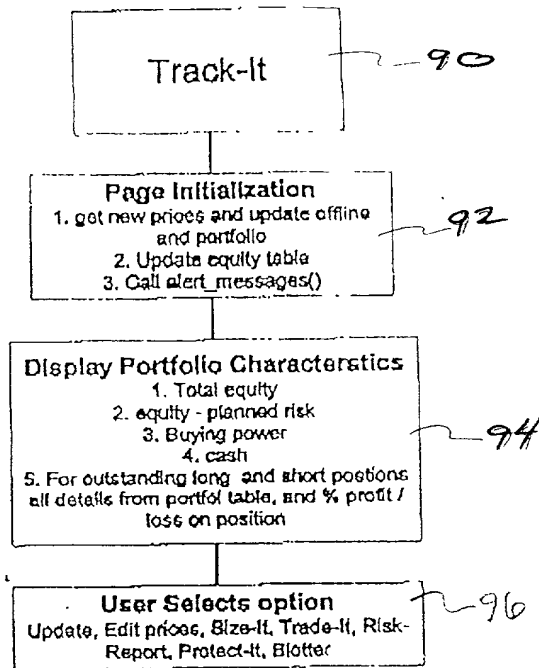 Track-It
90
Page Initialization
1. get new prices and update offline
and portfolio
2. Update equity table
3. Call alert_messages()
92
Display Portfolio Characterstics
1. Total equity
2. equity - planned risk
3. Buying power
4. cash
5. For outstanding long and short postions
all details from portfol table, and % profit /
loss on position
94
User Selects option
Update, Edit prices, Size-It, Trade-It, Risk-
Report, Protect-It, Blotter
96